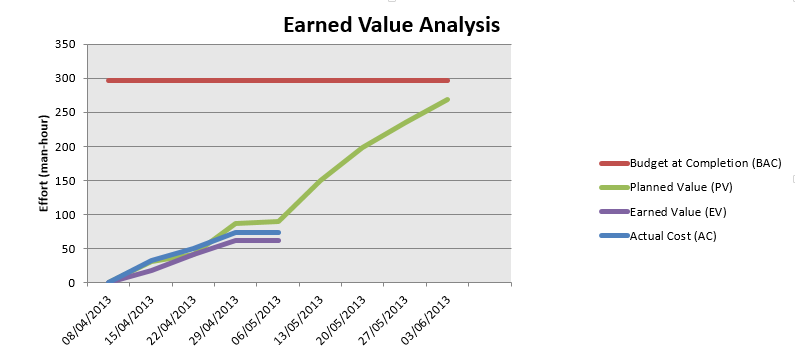 Earned Value Analysis
350
300
250
200
150
100
50
0
Effort (man-hour)
08/04/2013
15/04/2013
22/04/2013
29/04/2013
06/05/2013
13/05/2013
20/05/2013
27/05/2013
03/06/2013
Budget at Completion (BAC)
Planned Value (PV)
Earned Value (EV)
Actual Cost (AC)